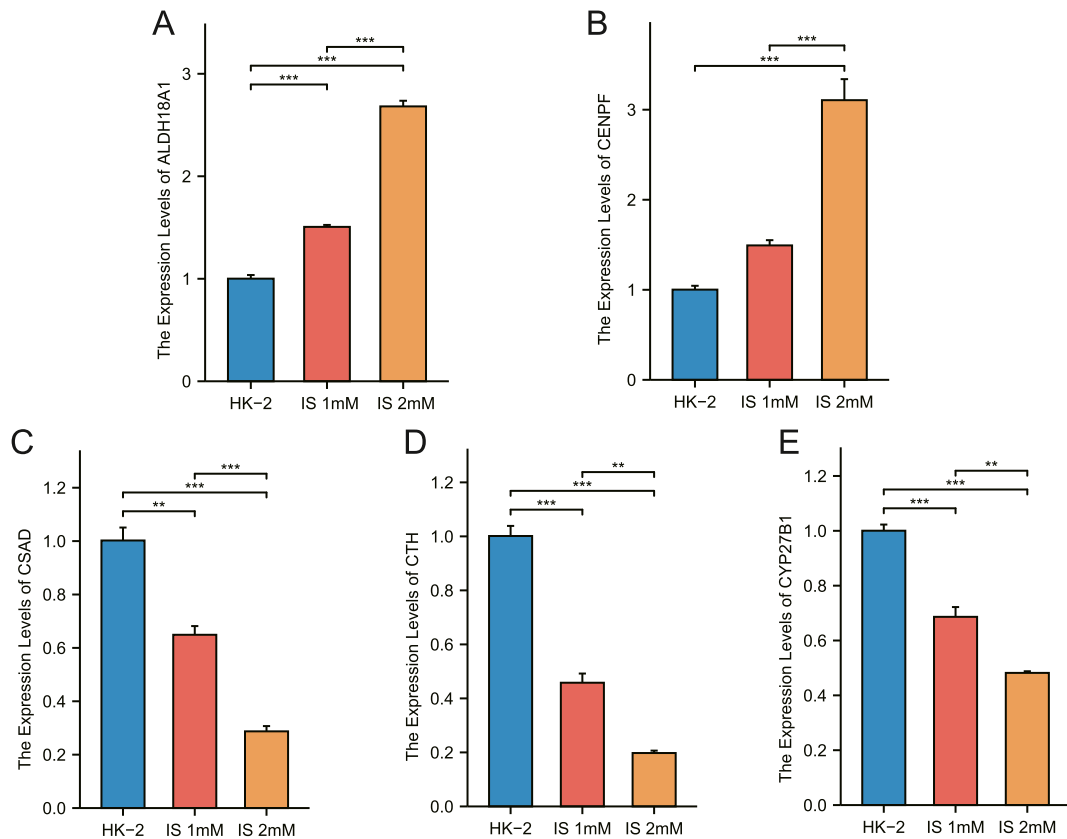 A
The Expression Levels of ALDH18A1
3
2
1
0
***
***
***
HK−2 IS 1mM IS 2mM
B
The Expression Levels of CENPF
3
2
1
0
***
***
HK−2 IS 1mM IS 2mM
C
The Expression Levels of CSAD
1.2
1.0
0.8
0.6
0.4
0.2
0.0
***
***
**
HK−2 IS 1mM IS 2mM
D
The Expression Levels of CTH
1.2
1.0
0.8
0.6
0.4
0.2
0.0
**
***
***
HK−2 IS 1mM IS 2mM
E
The Expression Levels of CYP27B1
1.2
1.0
0.8
0.6
0.4
0.2
0.0
**
***
***
HK−2 IS 1mM IS 2mM